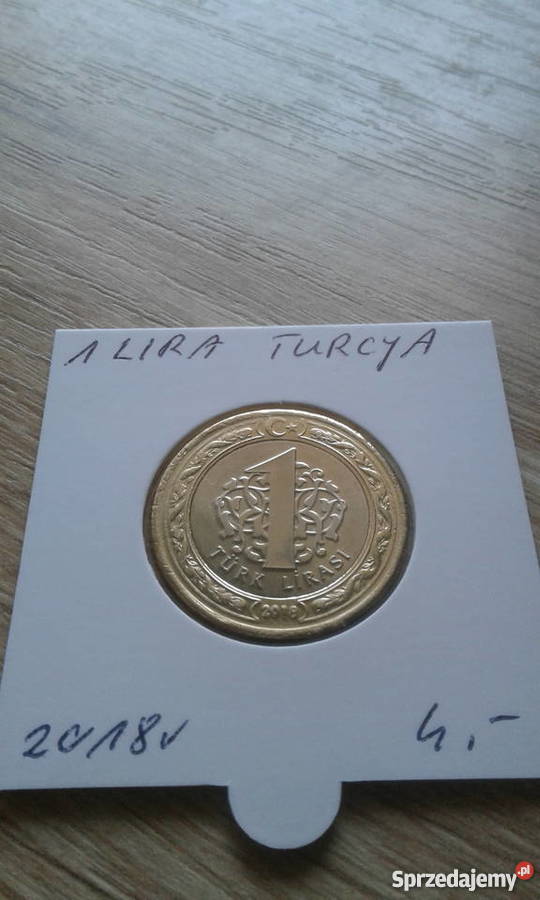 1 LIRA TURCYA
1
TÜRK LİRASI
2018
2018r
4,-
Sprzedajemy.pl